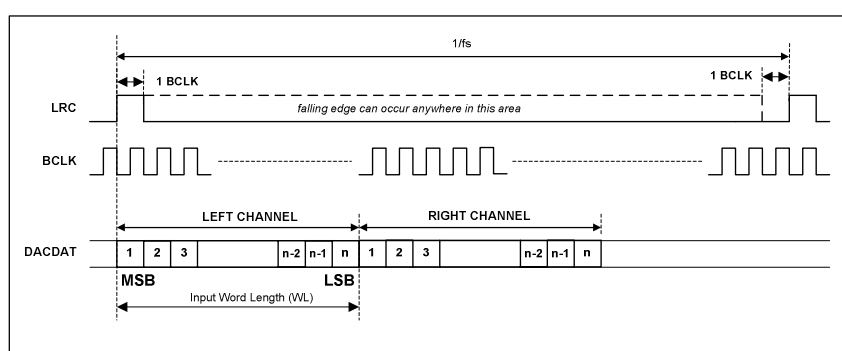 1/fs
1 BCLK
1 BCLK
LRC
falling edge can occur anywhere in this area
BCLK
LEFT CHANNEL
RIGHT CHANNEL
DACDAT
1 2 3 n-2 n-1 n 1 2 3 n-2 n-1 n
MSB
LSB
Input Word Length (WL)